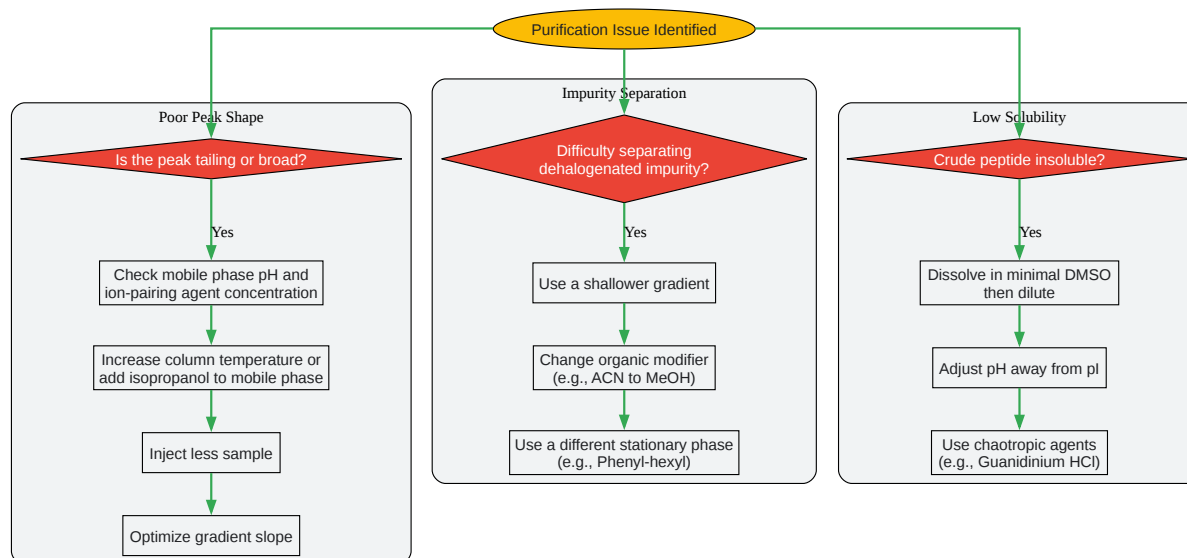 Purification Issue Identified
Poor Peak Shape
Is the peak tailing or broad?
Yes
Check mobile phase pH and
ion-pairing agent concentration
Increase column temperature or
add isopropanol to mobile phase
Inject less sample
Optimize gradient slope
Impurity Separation
Difficulty separating
dehalogenated impurity?
Yes
Use a shallower gradient
Change organic modifier
(e.g., ACN to MeOH)
Use a different stationary phase
(e.g., Phenyl-hexyl)
Low Solubility
Crude peptide insoluble?
Yes
Dissolve in minimal DMSO
then dilute
Adjust pH away from pI
Use chaotropic agents
(e.g., Guanidinium HCl)